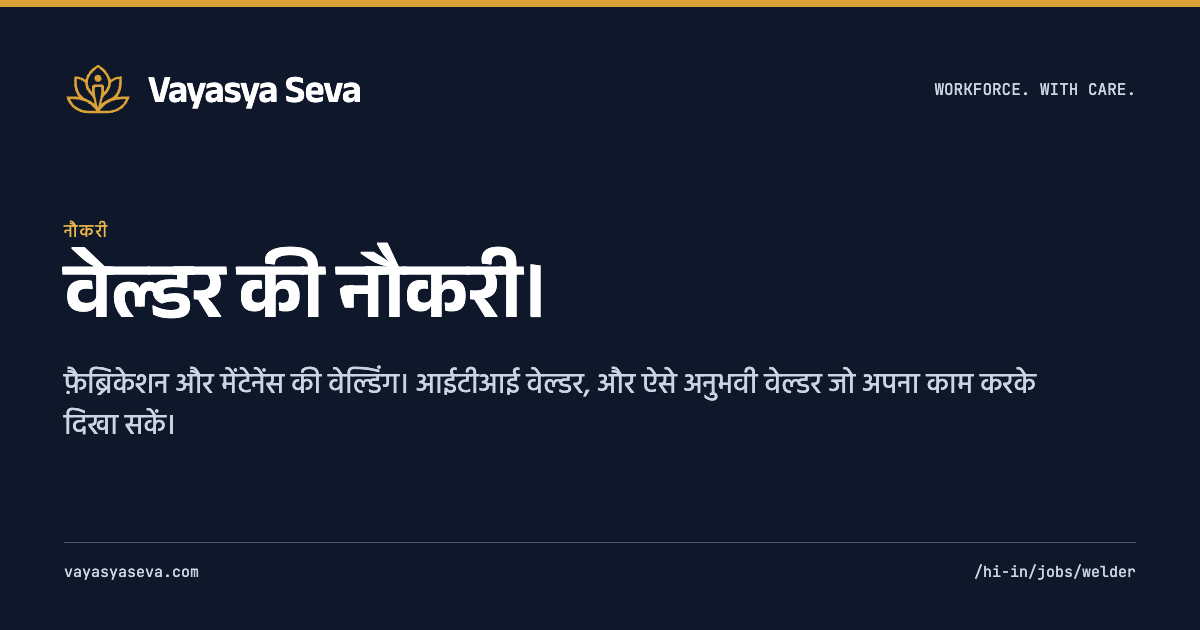 Vayasya Seva
WORKFORCE. WITH CARE.
नौकरी
वेल्डर की नौकरी।
फ़ैब्रिकेशन और मेंटेनेंस की वेल्डिंग। आईटीआई वेल्डर, और ऐसे अनुभवी वेल्डर जो अपना काम करके
दिखा सकें।
vayasyaseva.com
/hi-in/jobs/welder